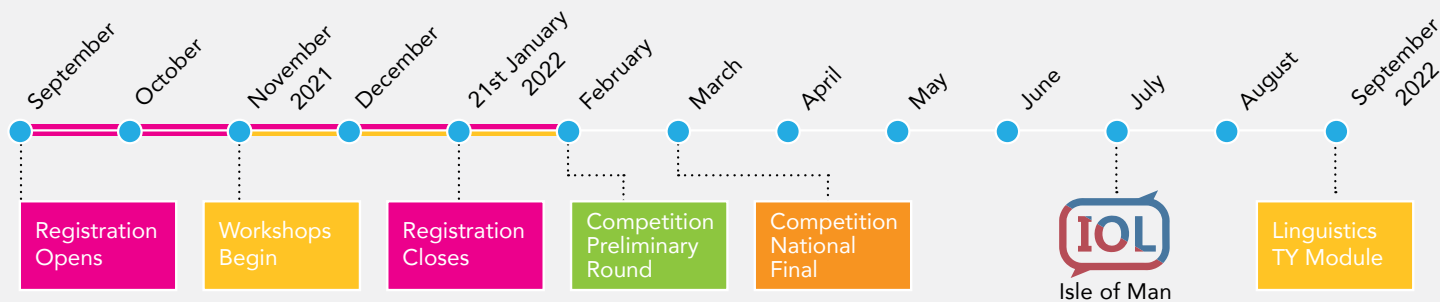 September
October
November
2021
December
21st January
2022
February
March
April
May
June
July
August
September
2022
Registration
Opens
Workshops
Begin
Registration
Closes
Competition
Preliminary
Round
Competition
National
Final
IOL
Isle of Man
Linguistics
TY Module